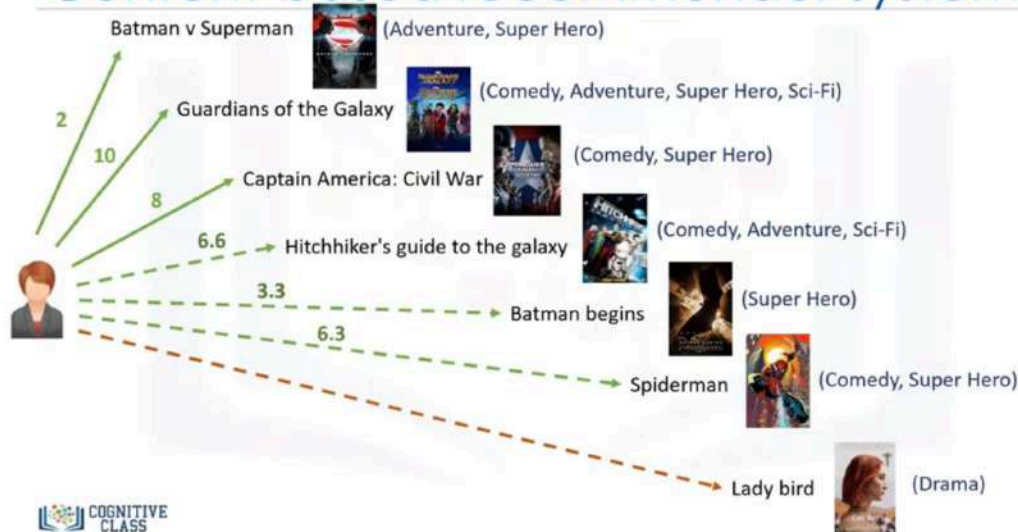 Batman v Superman (Adventure, Super Hero)
2
Guardians of the Galaxy (Comedy, Adventure, Super Hero, Sci-Fi)
10
Captain America: Civil War (Comedy, Super Hero)
8
Hitchhiker's guide to the galaxy (Comedy, Adventure, Sci-Fi)
6.6
Batman begins (Super Hero)
3.3
Spiderman (Comedy, Super Hero)
6.3
Lady bird (Drama)
COGNITIVE
CLASS